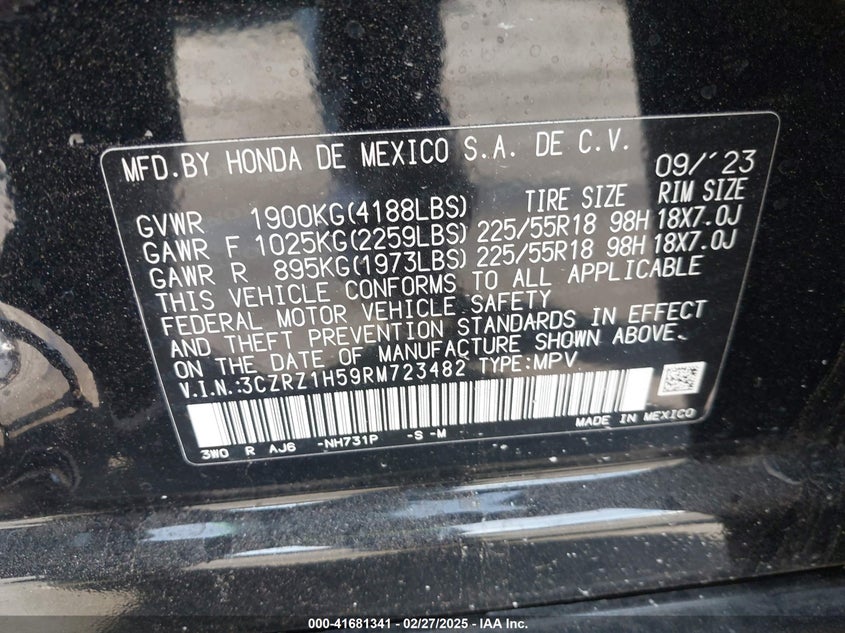 MFD.BY HONDA DE MEXICO S.A. DE C.V. 09/'23
TIRE SIZE RIM SIZE
GVWR 1900KG(4188LBS)
GAWR F 1025KG(2259LBS) 225/55R18 98H 18X7.0J
GAWR R 895KG(1973LBS) 225/55R18 98H 18X7.0J
THIS VEHICLE CONFORMS TO ALL APPLICABLE
FEDERAL MOTOR VEHICLE SAFETY
AND THEFT PREVENTION STANDARDS IN EFFECT
ON THE DATE OF MANUFACTURE SHOWN ABOVE.
V.I.N.:3CZRZ1H59RM723482 TYPE:MPV
MADE IN MEXICO
3W0 R AJ6 -NH731P -S -M
000-41681341 / 02/27/2025 - IAA Inc.